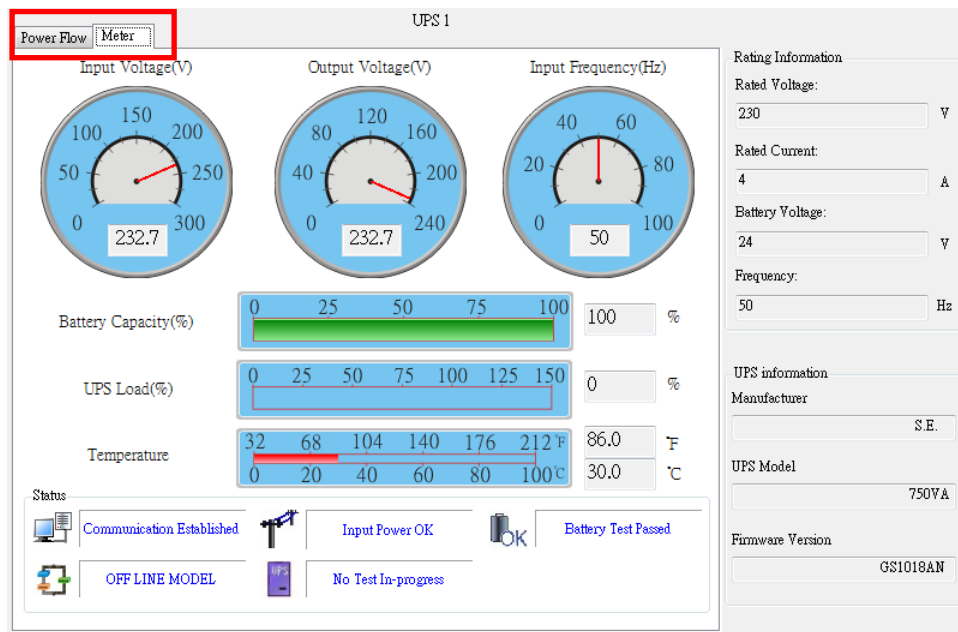 UPS 1
Power Flow Meter
Input Voltage(V) Output Voltage(V) Input Frequency(Hz)
0 50 100 150 200 250 300
232.7
0 40 80 120 160 200 240
232.7
0 20 40 60 80 100
50
Battery Capacity(%)
0 25 50 75 100
100 %
UPS Load(%)
0 25 50 75 100 125 150
0 %
Temperature
32 68 104 140 176 212°F
0 20 40 60 80 100°C
86.0 °F
30.0 °C
Status
Communication Established
Input Power OK
OK
Battery Test Passed
OFF LINE MODEL
UPS
No Test In-progress
Rating Information
Rated Voltage:
230 V
Rated Current:
4 A
Battery Voltage:
24 V
Frequency:
50 Hz
UPS information
Manufacturer
S.E.
UPS Model
750VA
Firmware Version
GS1018AN